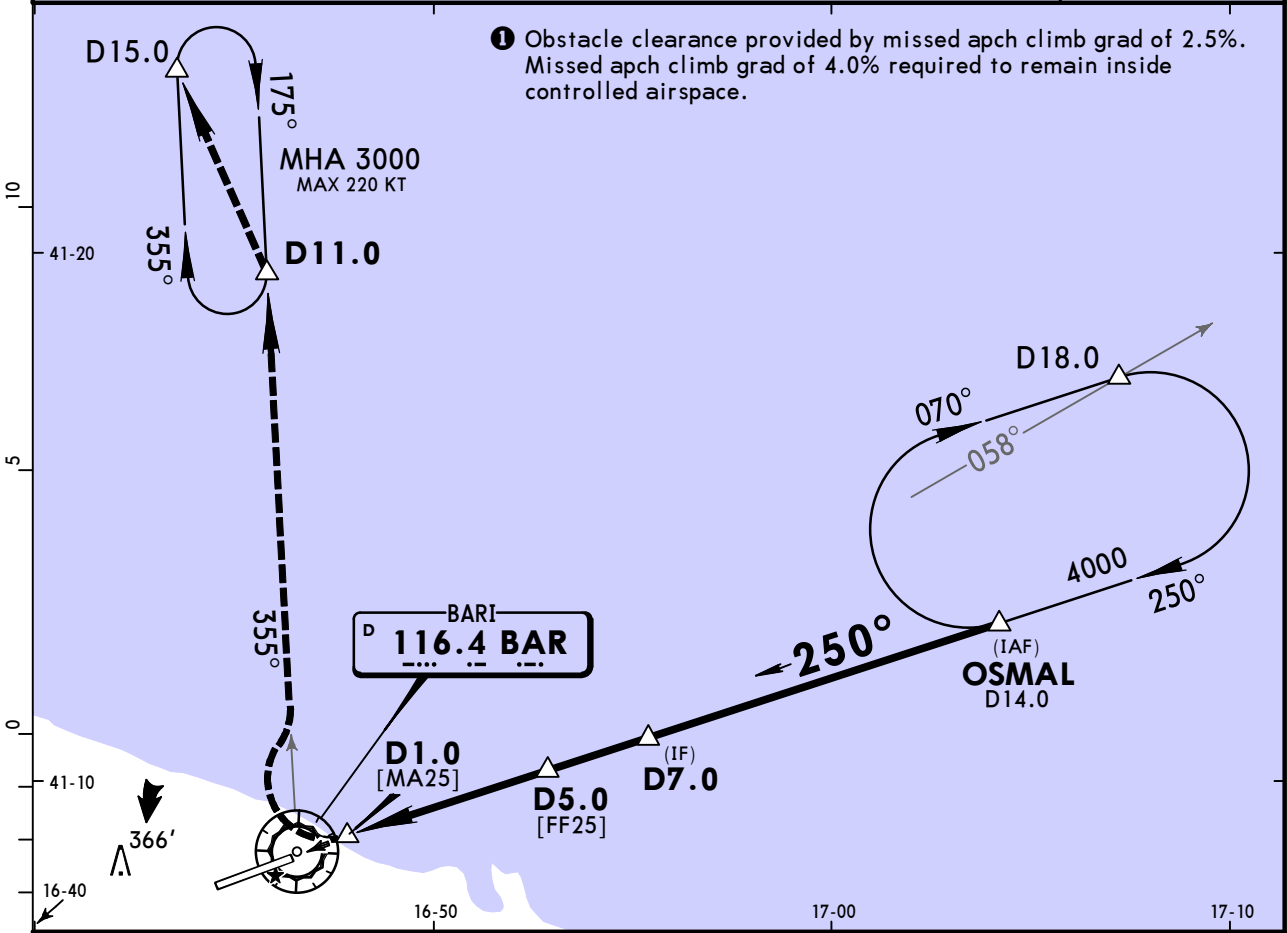 ❶ Obstacle clearance provided by missed apch climb grad of 2.5%.
Missed apch climb grad of 4.0% required to remain inside
controlled airspace.
D15.0
175°
MHA 3000
MAX 220 KT
10
355°
D11.0
41-20
D18.0
070°
058°
5
4000
250°
355°
BARI
D 116.4 BAR
250°
(IAF)
OSMAL
D14.0
0
D1.0
[MA25]
(IF)
D7.0
41-10
D5.0
[FF25]
366'
16-40
16-50
17-00
17-10